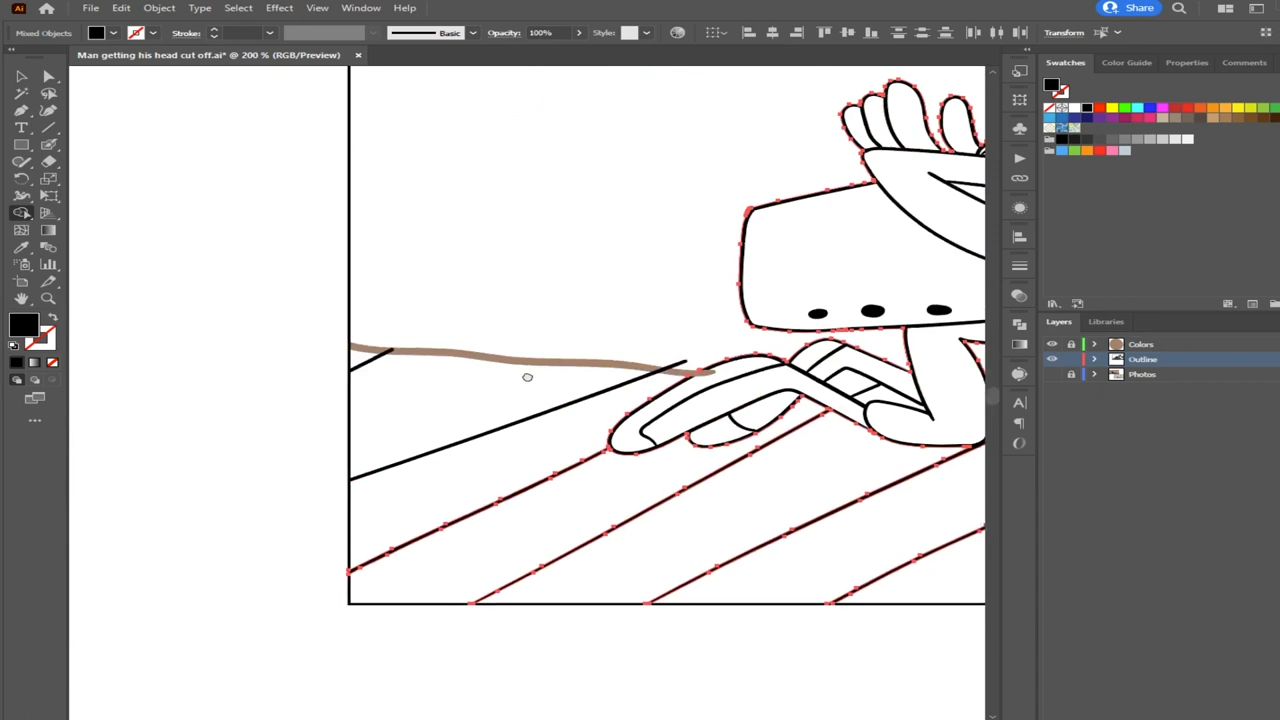 Ai File Edit Object Type Select Effect View Window Help Share
Mixed Objects Stroke: Basic Opacity: 100% Style: Transform
Man getting his head cut off.ai* @ 200 % (RGB/Preview)
Swatches Color Guide Properties Comments
Layers Libraries
Colors
Outline
Photos